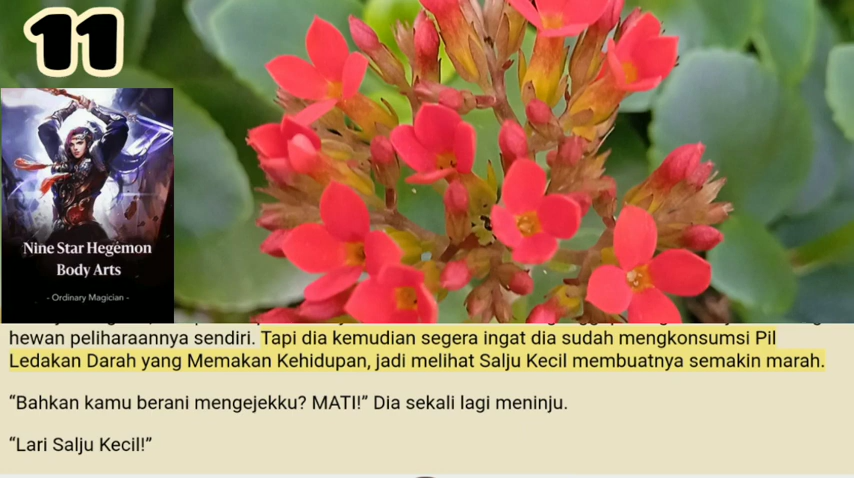 11
Nine Star Hegemon
Body Arts
- Ordinary Magician -
hewan peliharaannya sendiri. Tapi dia kemudian segera ingat dia sudah mengkonsumsi Pil
Ledakan Darah yang Memakan Kehidupan, jadi melihat Salju Kecil membuatnya semakin marah.
“Bahkan kamu berani mengejekku? MATI!” Dia sekali lagi meninju.
“Lari Salju Kecil!”